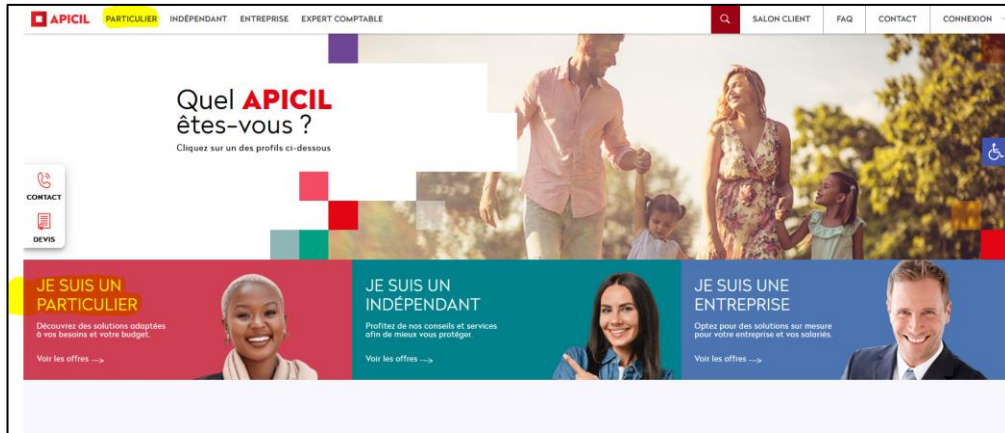 APICIL PARTICULIER INDÉPENDANT ENTREPRISE EXPERT COMPTABLE SALON CLIENT FAQ CONTACT CONNEXION
Quel APICIL
êtes-vous ?
Cliquez sur un des profils ci-dessous
CONTACT
DEVIS
JE SUIS UN
PARTICULIER
Découvrez des solutions adaptées
à vos besoins et votre budget.
Voir les offres
JE SUIS UN
INDÉPENDANT
Profitez de nos conseils et services
afin de mieux vous protéger.
Voir les offres
JE SUIS UNE
ENTREPRISE
Optez pour des solutions sur mesure
pour votre entreprise et vos salariés.
Voir les offres